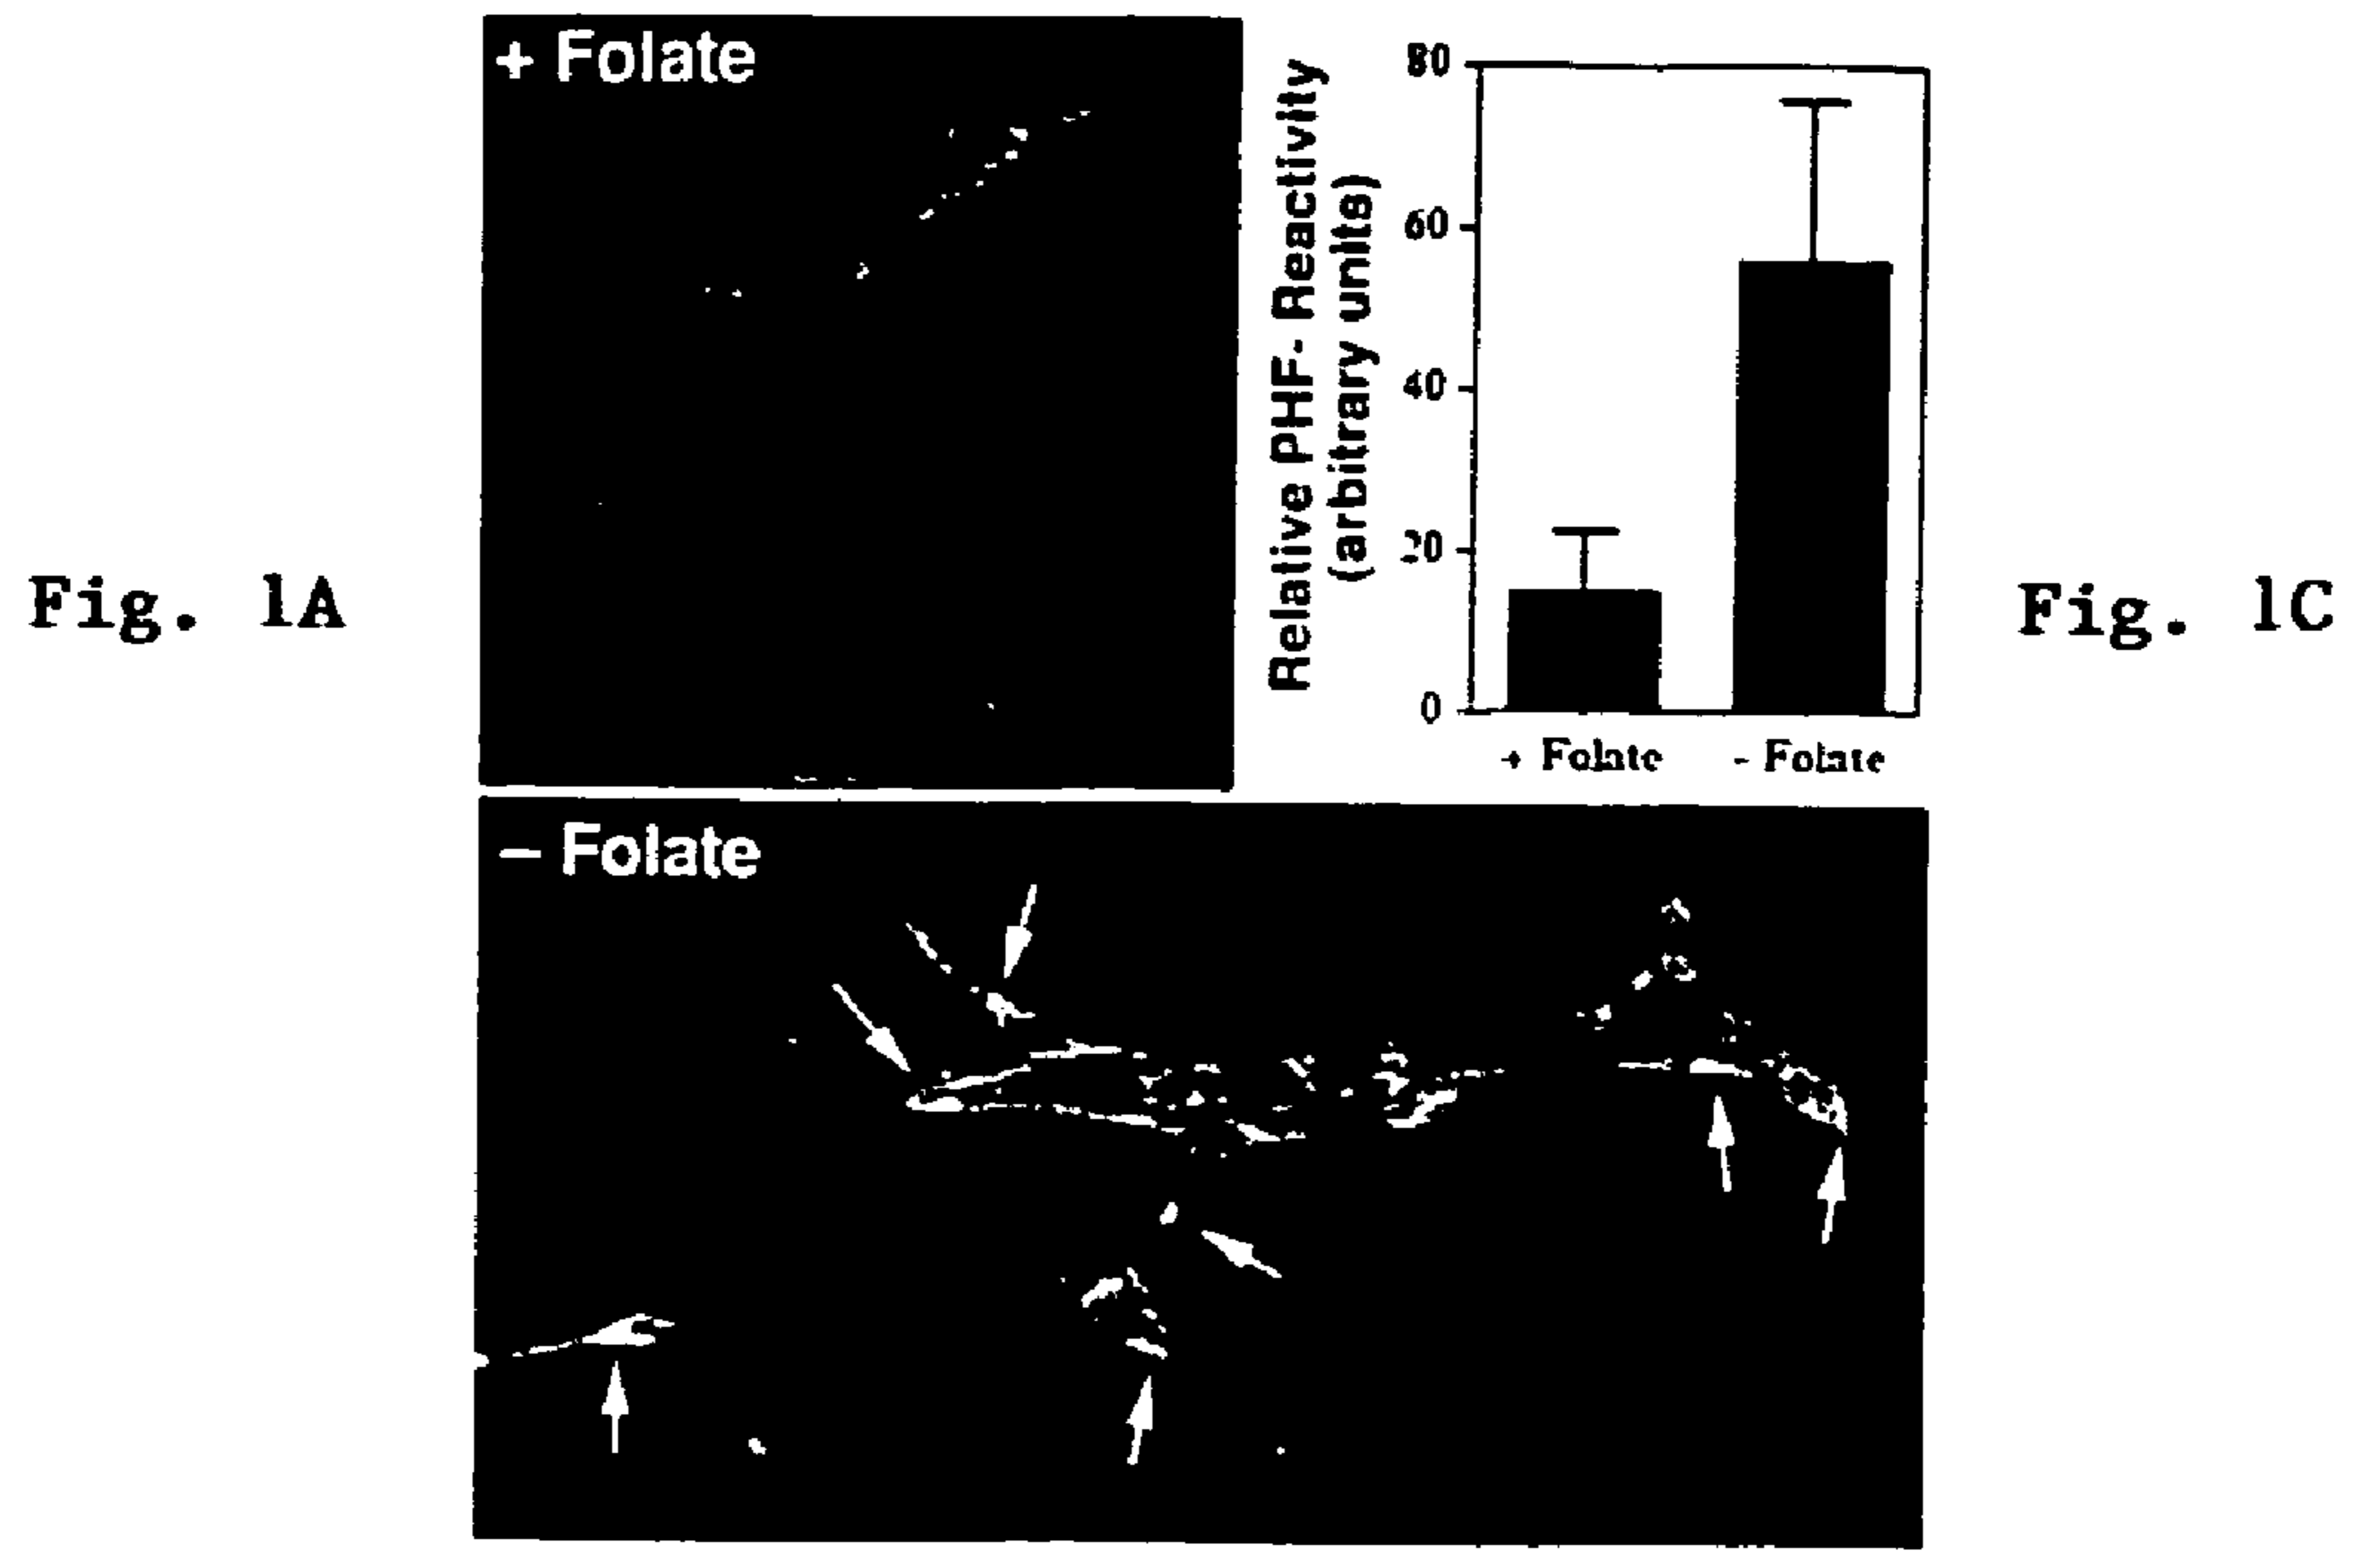 + Folate
Fig. 1A
Relative PHF- Reactivity
(arbitrary units)
80
60
40
20
0
+ Folate - Folate
Fig. 1C
– Folate